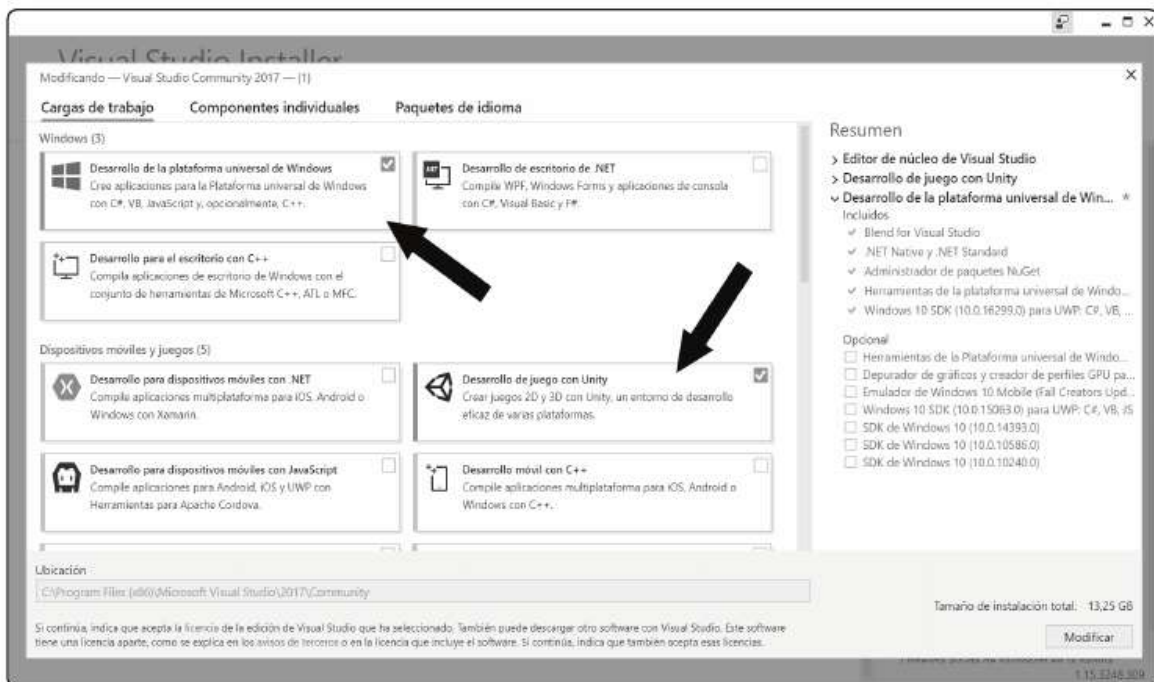 Visual Studio Installer
Modificando — Visual Studio Community 2017 — (1)
Cargas de trabajo
Componentes individuales
Paquetes de idioma
Windows (3)
Desarrollo de la plataforma universal de Windows
Cree aplicaciones para la Plataforma universal de Windows
con C#, VB, JavaScript y, opcionalmente, C++.
.NET
Desarrollo de escritorio de .NET
Compile WPF, Windows Forms y aplicaciones de consola
con C#, Visual Basic y F#.
Desarrollo para el escritorio con C++
Compila aplicaciones de escritorio de Windows con el
conjunto de herramientas de Microsoft C++, ATL o MFC.
Dispositivos móviles y juegos (5)
Desarrollo para dispositivos móviles con .NET
Compile aplicaciones multiplataforma para iOS, Android o
Windows con Xamarin.
Desarrollo de juego con Unity
Crear juegos 2D y 3D con Unity, un entorno de desarrollo
eficaz de varias plataformas.
Desarrollo para dispositivos móviles con JavaScript
Compile aplicaciones para Android, iOS y UWP con
Herramientas para Apache Cordova.
Desarrollo móvil con C++
Compile aplicaciones multiplataforma para iOS, Android o
Windows con C++.
Resumen
Editor de núcleo de Visual Studio
Desarrollo de juego con Unity
Desarrollo de la plataforma universal de Win... *
Incluidos
Blend for Visual Studio
.NET Native y .NET Standard
Administrador de paquetes NuGet
Herramientas de la plataforma universal de Windo...
Windows 10 SDK (10.0.16299.0) para UWP: C#, VB, ...
Opcional
Herramientas de la Plataforma universal de Windo...
Depurador de gráficos y creador de perfiles GPU pa...
Emulador de Windows 10 Mobile (Fall Creators Upd...
Windows 10 SDK (10.0.15063.0) para UWP: C#, VB, JS
SDK de Windows 10 (10.0.14393.0)
SDK de Windows 10 (10.0.10586.0)
SDK de Windows 10 (10.0.10240.0)
Ubicación
C:\Program Files (x86)\Microsoft Visual Studio\2017\Community
Si continúa, indica que acepta la licencia de la edición de Visual Studio que ha seleccionado. También puede descargar otro software con Visual Studio. Este software
tiene una licencia aparte, como se explica en los avisos de terceros o en la licencia que incluye el software. Si continúa, indica que también acepta esas licencias.
Tamaño de instalación total: 13,25 GB
Modificar
1.15.3248.309